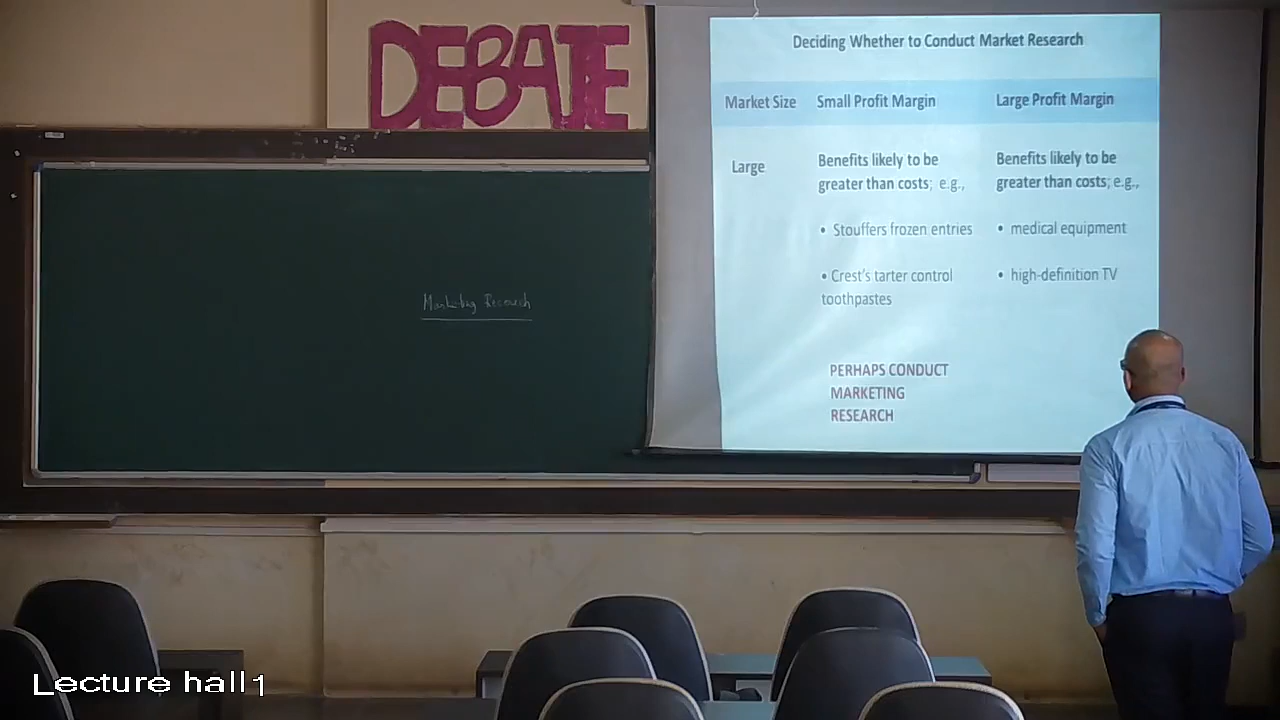 DEBATE
Deciding Whether to Conduct Market Research
Market Size Small Profit Margin Large Profit Margin
Large
Benefits likely to be
greater than costs; e.g.,
• Stouffers frozen entries
• Crest's tarter control
toothpastes
PERHAPS CONDUCT
MARKETING
RESEARCH
Benefits likely to be
greater than costs; e.g.,
• medical equipment
• high-definition TV
Marketing Research
Lecture hall1